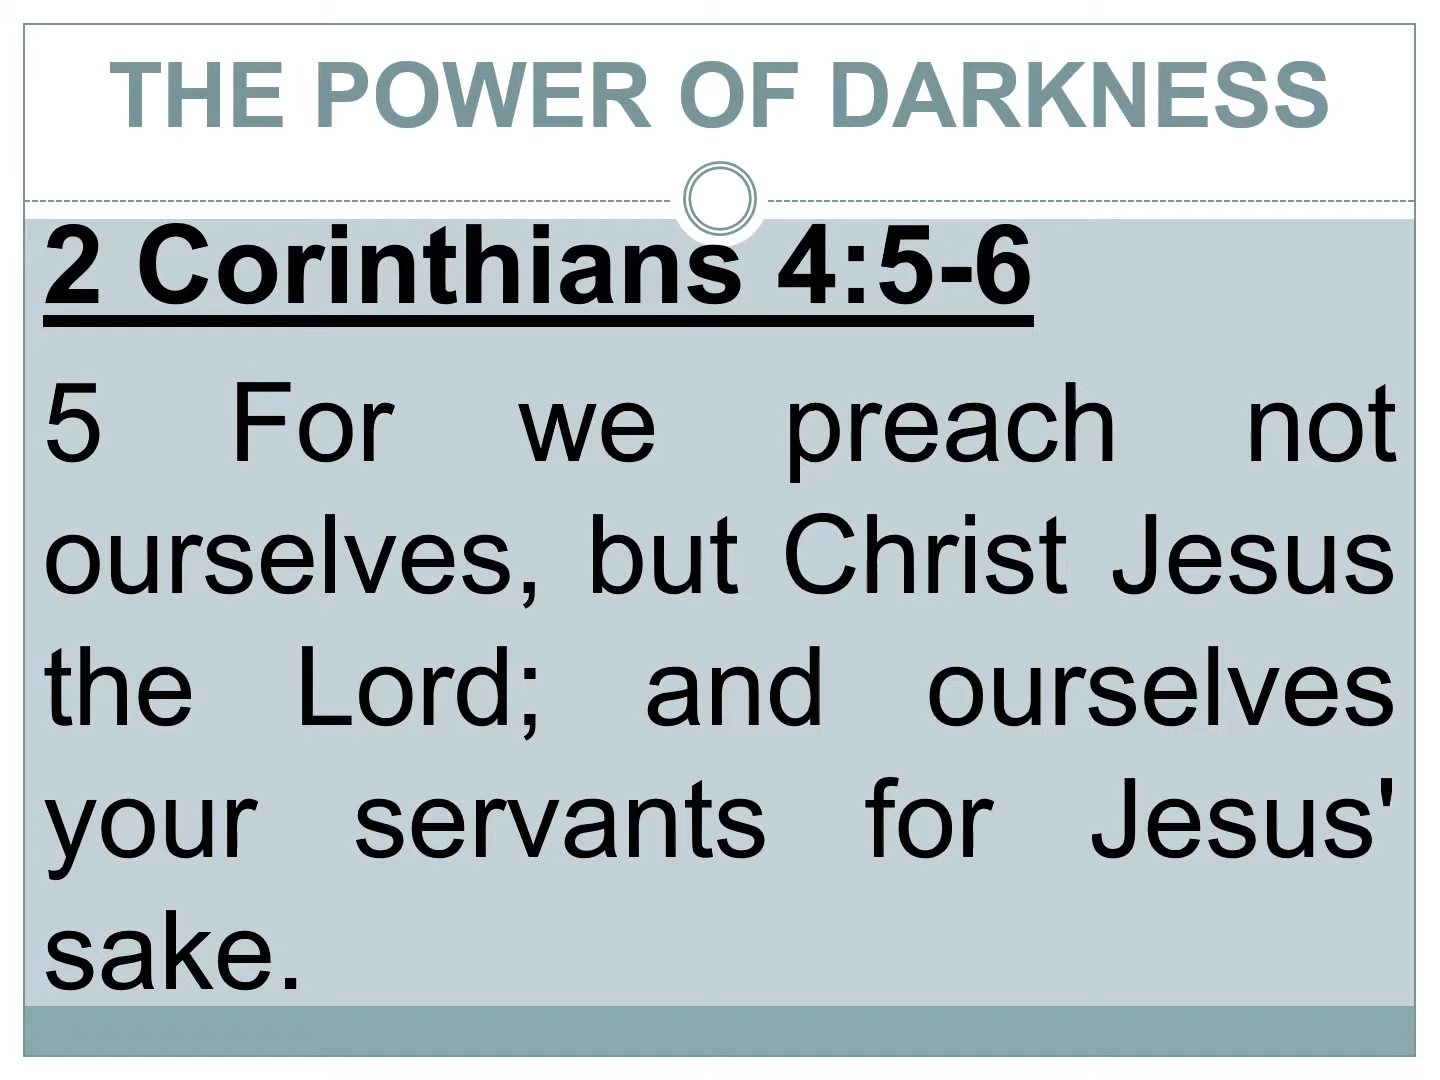 THE POWER OF DARKNESS
2 Corinthians 4:5-6
5 For we preach not
ourselves, but Christ Jesus
the Lord; and ourselves
your servants for Jesus'
sake.